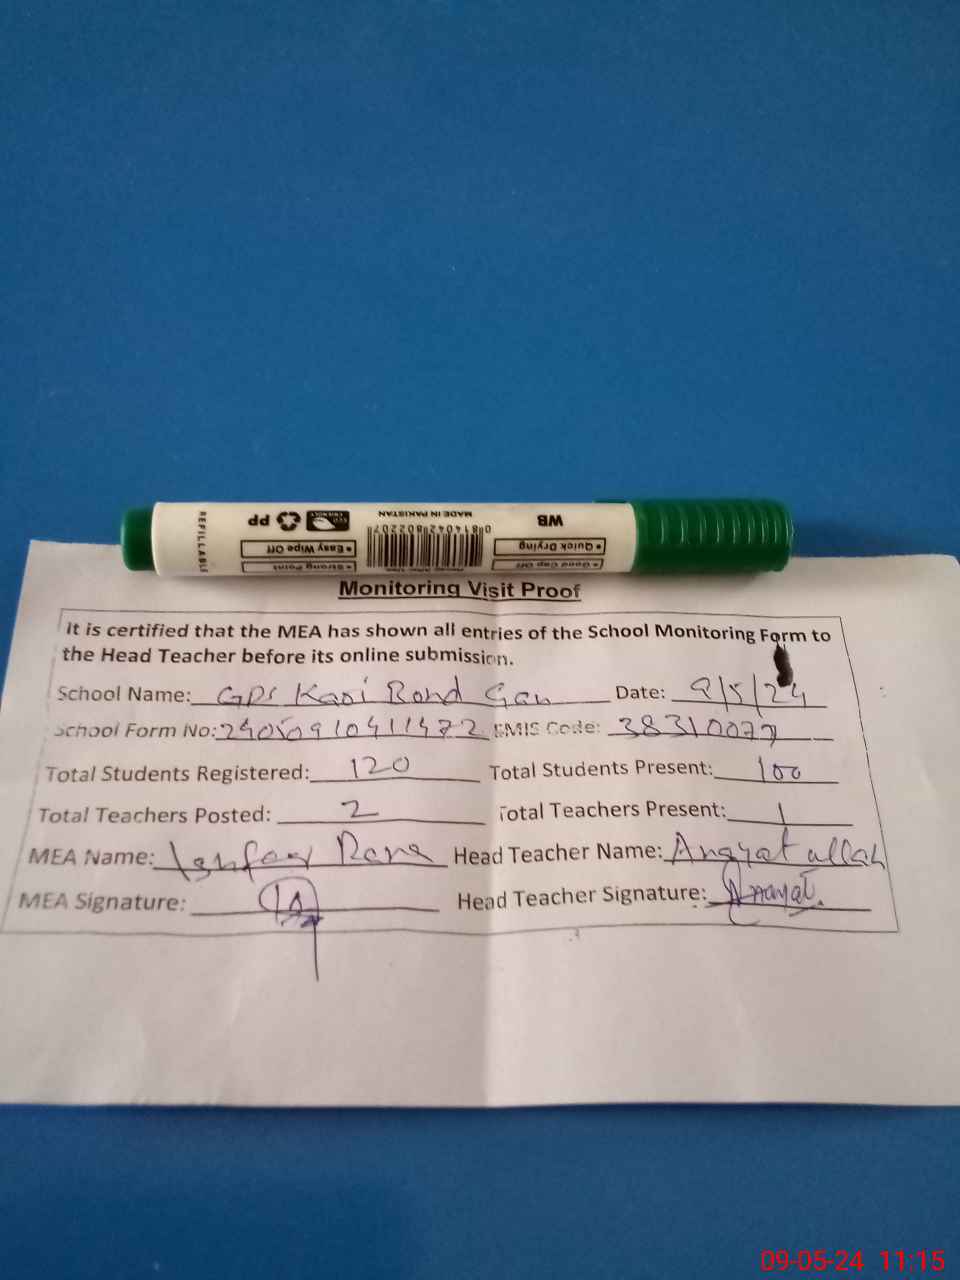 REFILLABLE
PP
ECO FRIENDLY
• Easy Wipe Off
• Strong Point
MADE IN PAKISTAN
WB
• Quick Drying
• Good Cap Off
Monitoring Visit Proof
It is certified that the MEA has shown all entries of the School Monitoring Form to
the Head Teacher before its online submission.
School Name: GPS Kazi Bond Gan Date: 9/5/24
School Form No: 24050910411472 EMIS Code: 38310077
Total Students Registered: 120 Total Students Present: 100
Total Teachers Posted: 2 Total Teachers Present: 1
MEA Name: Ishfaq Rana Head Teacher Name: Anayat ullah
MEA Signature: Head Teacher Signature: Anayat
09-05-24 11:15